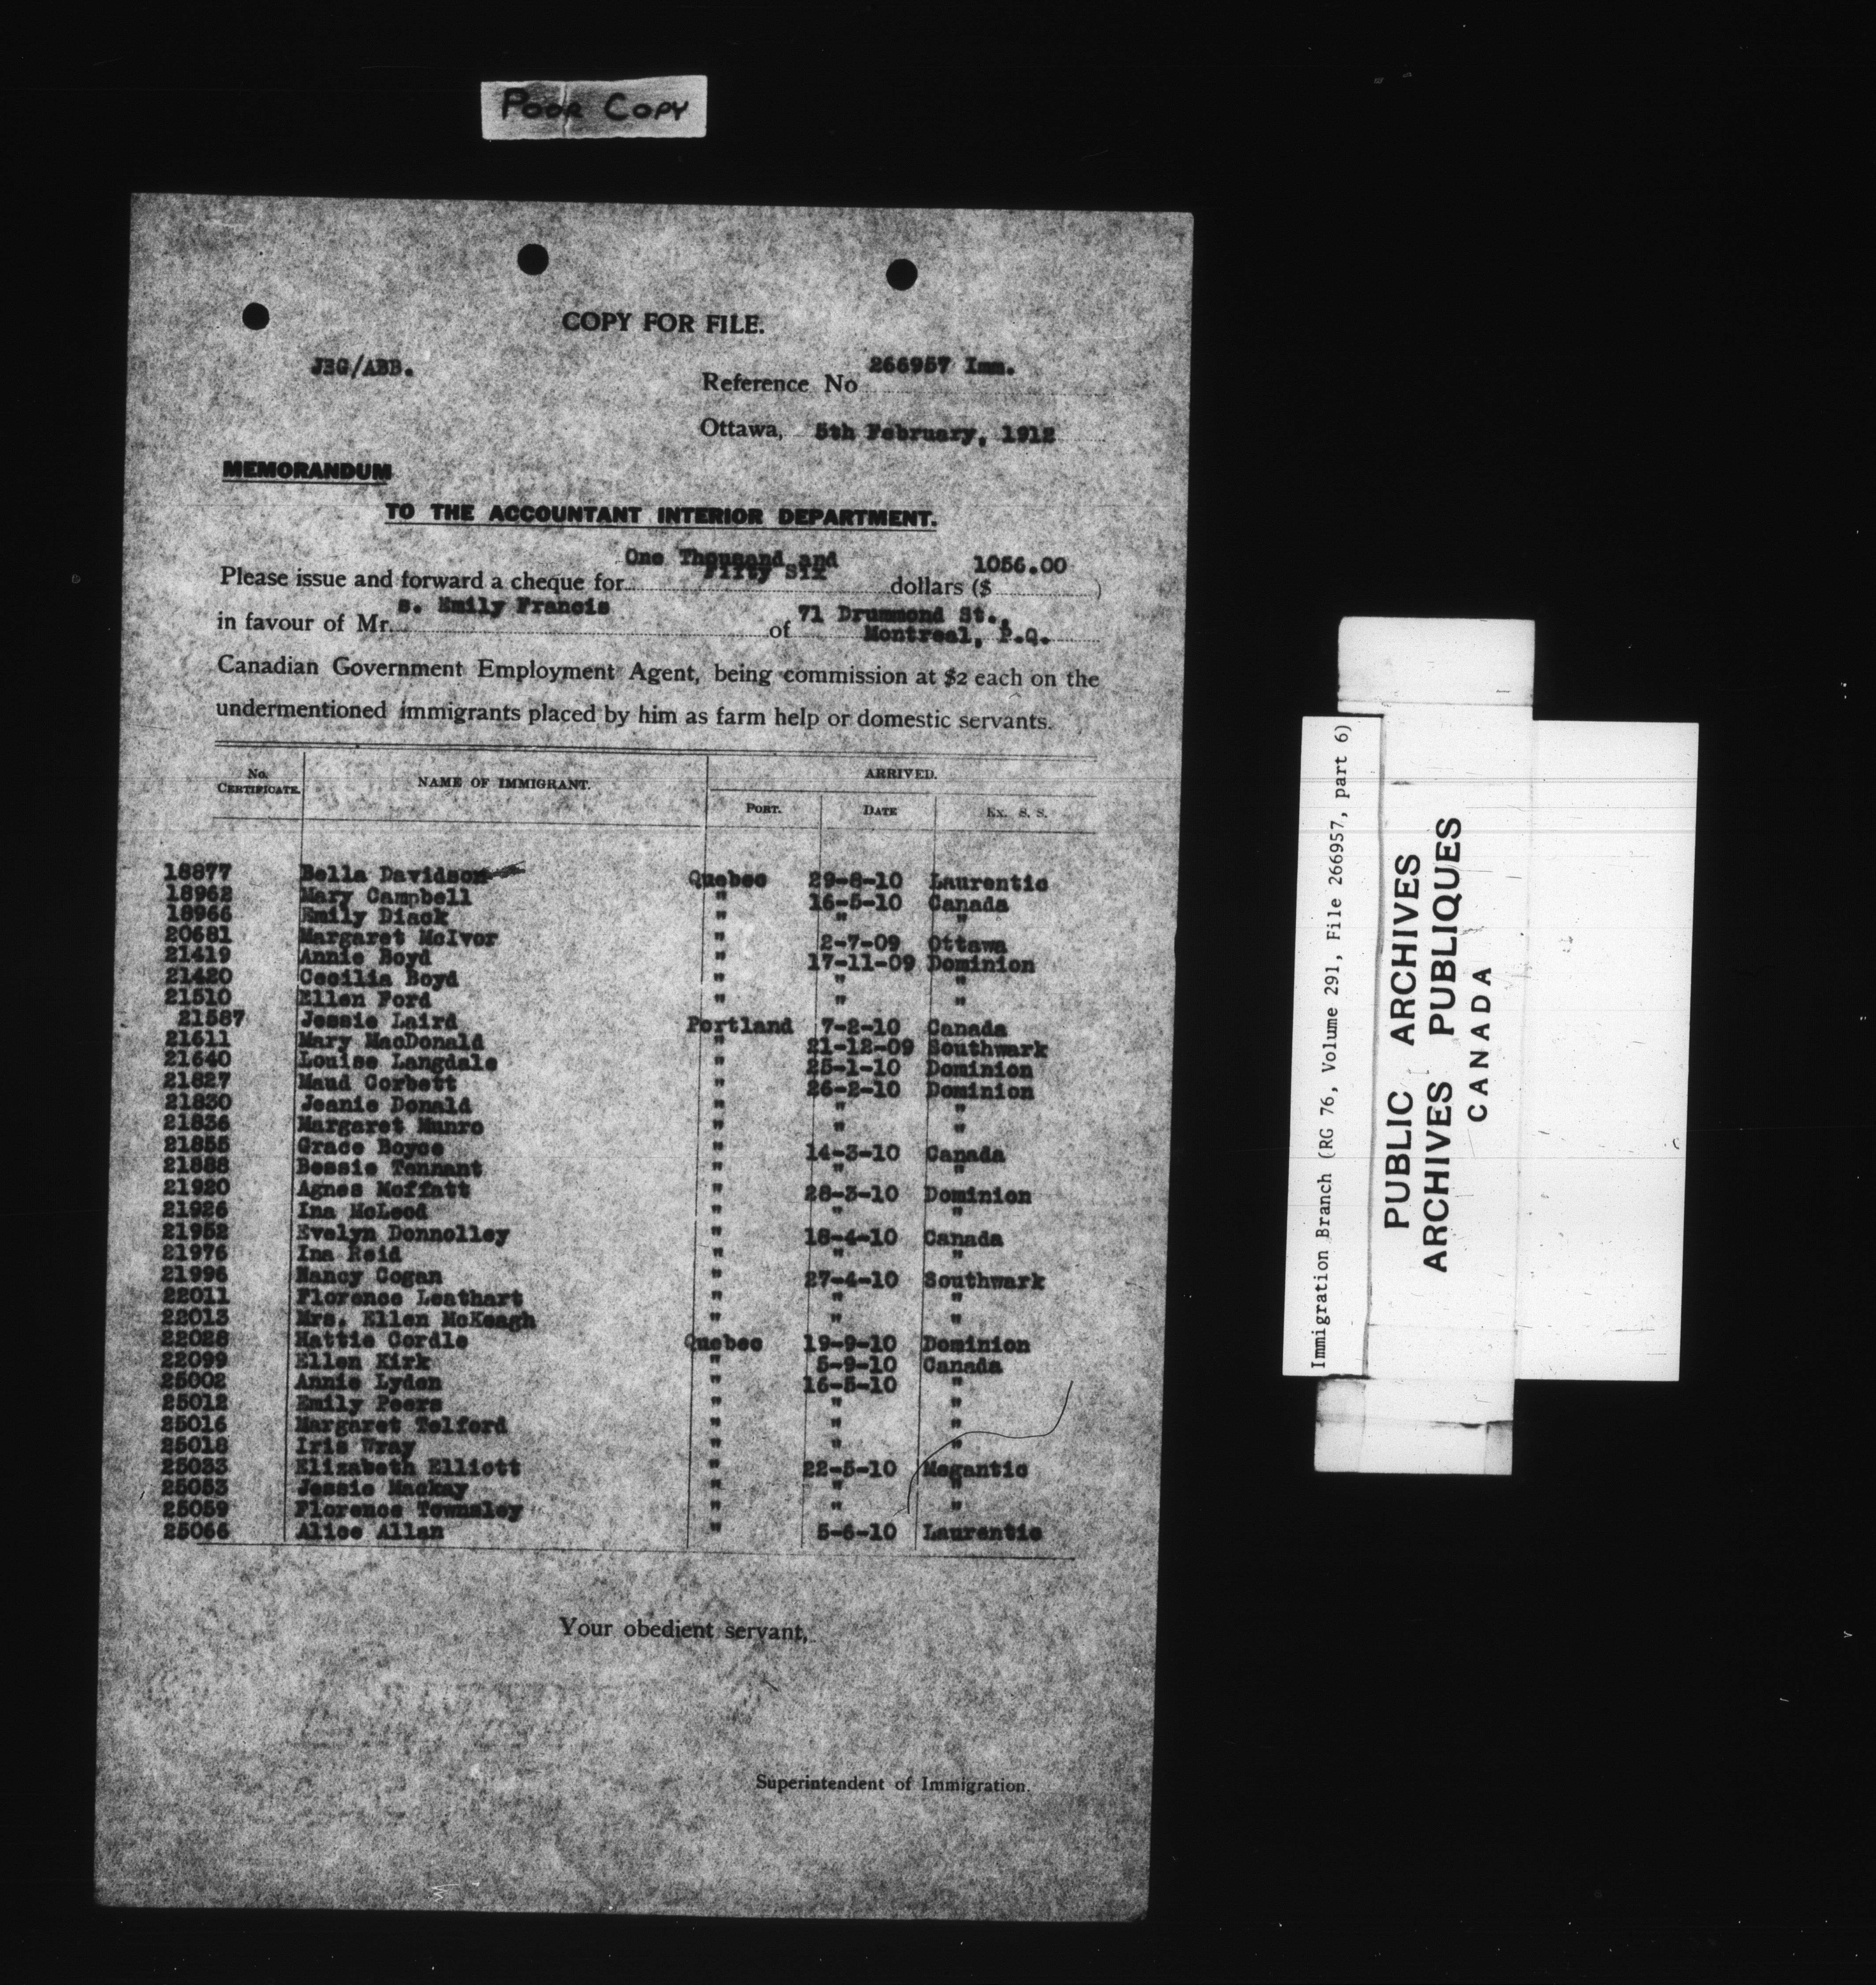 POOR COPY
COPY FOR FILE.
JEG/ABB.
266957 Imm.
Reference No
Ottawa, 5th February, 1912
MEMORANDUM
TO THE ACCOUNTANT INTERIOR DEPARTMENT.
One Thousand and 1056.00
Please issue and forward a cheque for Fifty Six dollars ($ )
s. Emily Francis 71 Drummond St.,
in favour of Mr. of Montreal, P.Q.
Canadian Government Employment Agent, being commission at $2 each on the
undermentioned immigrants placed by him as farm help or domestic servants.
No. CERTIFICATE. NAME OF IMMIGRANT. ARRIVED.
PORT. DATE Ex. S. S.
18877 Bella Davidson Quebec 29-8-10 Laurentic
18962 Mary Campbell " 16-5-10 Canada
18966 Emily Diack " " "
20681 Margaret McIvor " 2-7-09 Ottawa
21419 Annie Boyd " 17-11-09 Dominion
21420 Cecilia Boyd " " "
21510 Ellen Ford " " "
21587 Jessie Laird Portland 7-2-10 Canada
21611 Mary MacDonald " 21-12-09 Southwark
21640 Louise Langdale " 25-1-10 Dominion
21827 Maud Corbett " 26-2-10 Dominion
21830 Jeanie Donald " " "
21836 Margaret Munro " " "
21855 Grace Boyce " 14-3-10 Canada
21888 Bessie Tennant " " "
21920 Agnes Moffatt " 28-3-10 Dominion
21926 Ina McLeod " " "
21952 Evelyn Donnolley " 18-4-10 Canada
21976 Ina Reid " " "
21996 Nancy Cogan " 27-4-10 Southwark
22011 Florence Leathart " " "
22013 Mrs. Ellen McKeagh " " "
22028 Hattie Cordle Quebec 19-9-10 Dominion
22099 Ellen Kirk " 5-9-10 Canada
25002 Annie Lyden " 16-5-10 "
25012 Emily Peers " " "
25016 Margaret Telford " " "
25018 Iris Wray " " "
25033 Elizabeth Elliott " 22-5-10 Megantic
25053 Jessie Mackay " " "
25059 Florence Townsley " " "
25066 Alice Allan " 5-6-10 Laurentic
Your obedient servant,
Superintendent of Immigration.
Immigration Branch (RG 76, Volume 291, File 266957, part 6)
PUBLIC ARCHIVES
ARCHIVES PUBLIQUES
CANADA